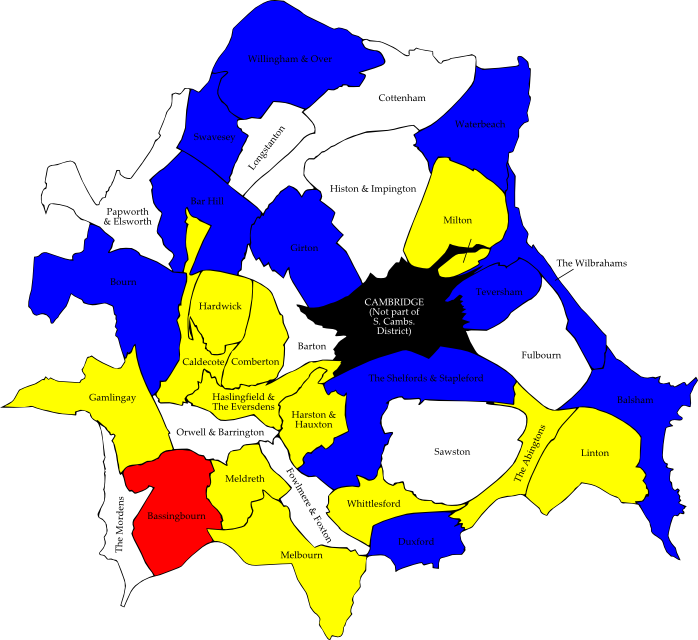 Willingham & Over
Cottenham
Waterbeach
Swavesey
Longstanton
Histon & Impington
Bar Hill
Papworth
& Elsworth
Milton
Girton
The Wilbrahams
Bourn
Teversham
Hardwick
CAMBRIDGE
(Not part of
S. Cambs.
District)
Barton
Fulbourn
Caldecote
Comberton
The Shelfords & Stapleford
Gamlingay
Haslingfield &
The Eversdens
Balsham
Harston &
Hauxton
Orwell & Barrington
Sawston
The Abingtons
Linton
Meldreth
Fowlmere & Foxton
Whittlesford
The Mordens
Bassingbourn
Duxford
Melbourn